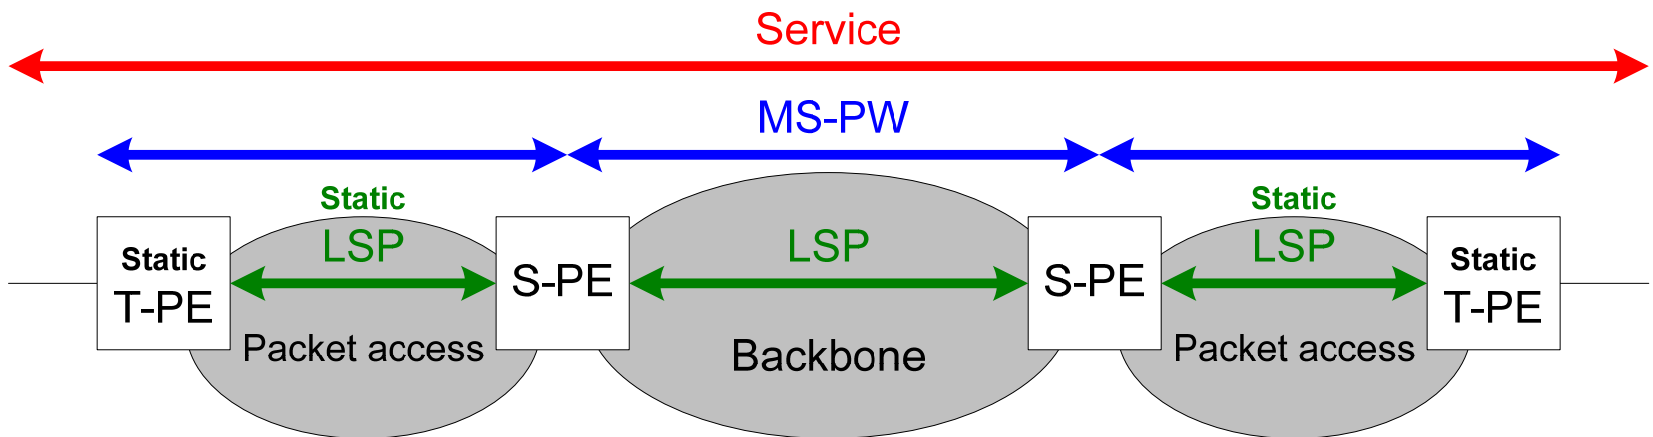 Service
MS-PW
Static
LSP
Static
T-PE
Packet access
S-PE
LSP
Backbone
S-PE
Static
LSP
Packet access
Static
T-PE